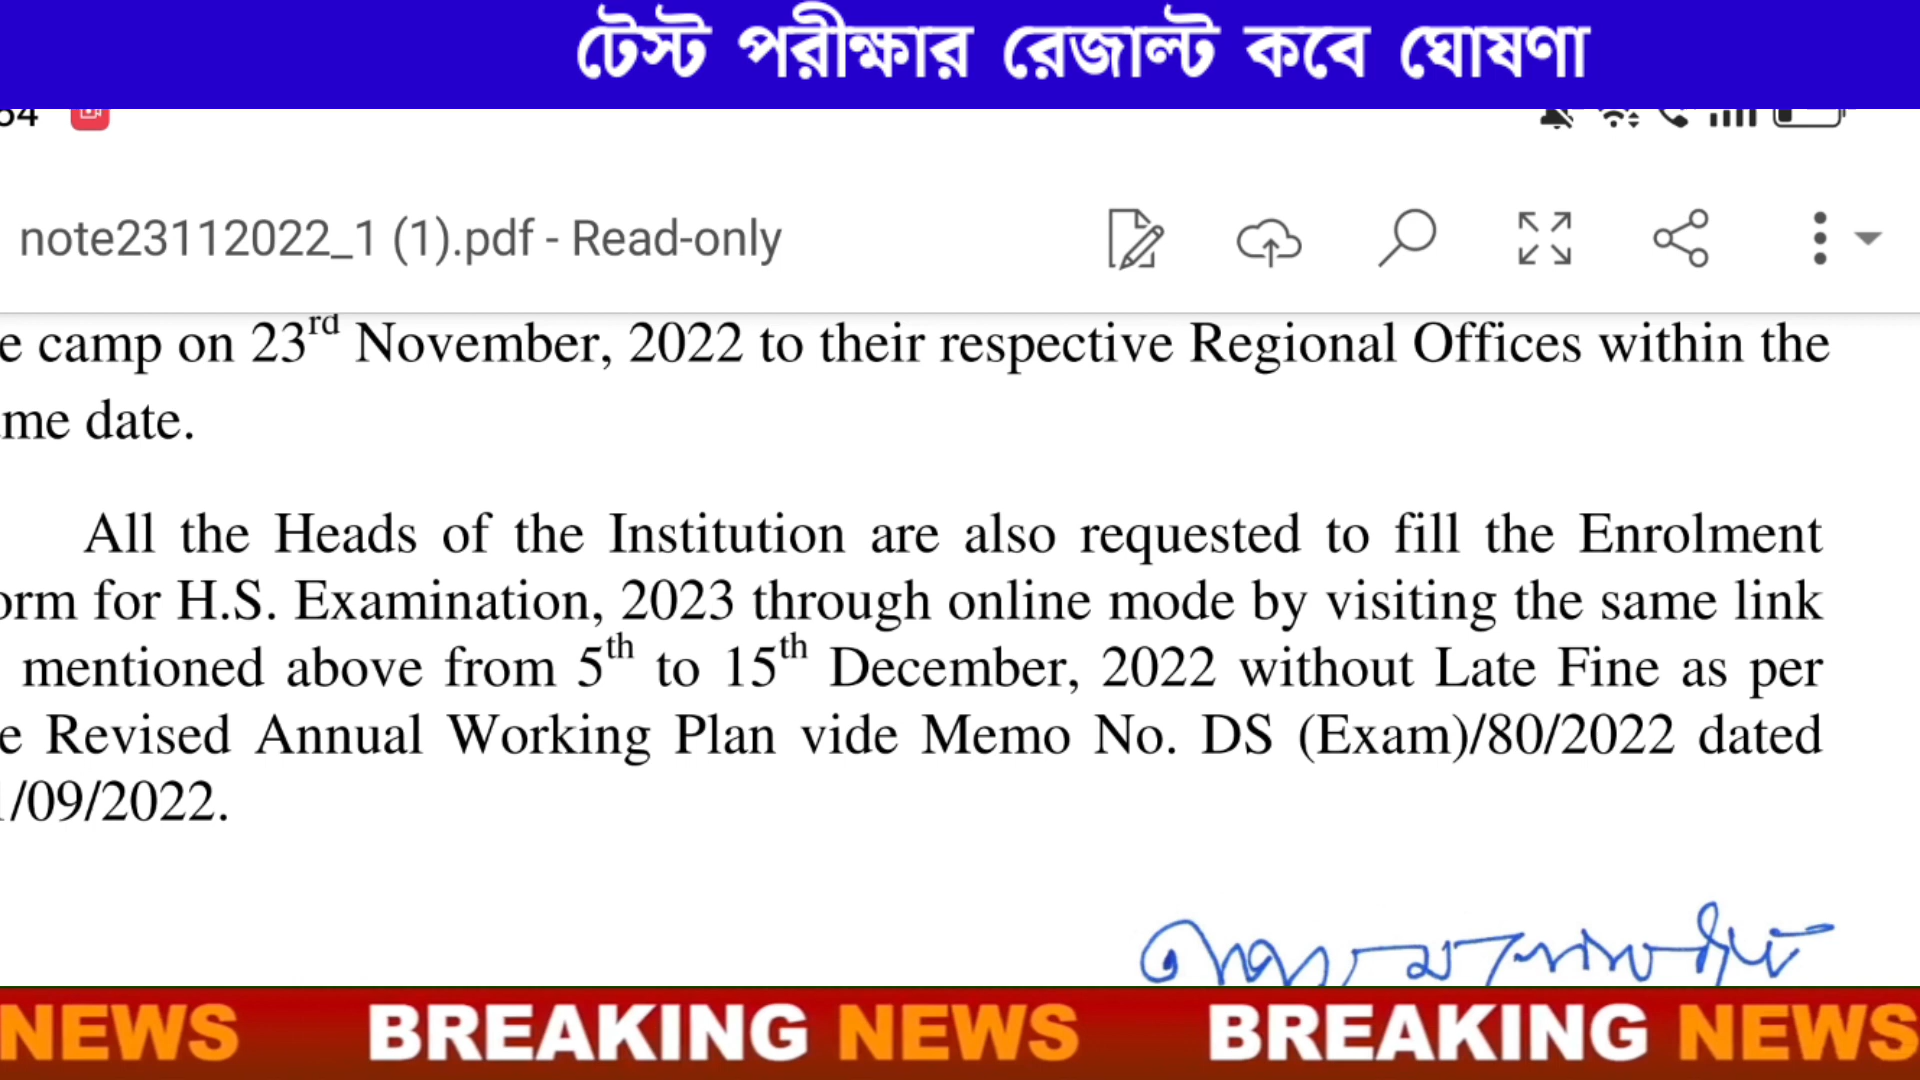 টেস্ট পরীক্ষার রেজাল্ট কবে ঘোষণা
note23112022_1 (1).pdf - Read-only
e camp on 23rd November, 2022 to their respective Regional Offices within the
me date.
All the Heads of the Institution are also requested to fill the Enrolment
orm for H.S. Examination, 2023 through online mode by visiting the same link
mentioned above from 5th to 15th December, 2022 without Late Fine as per
e Revised Annual Working Plan vide Memo No. DS (Exam)/80/2022 dated
/09/2022.
NEWS BREAKING NEWS BREAKING NEWS